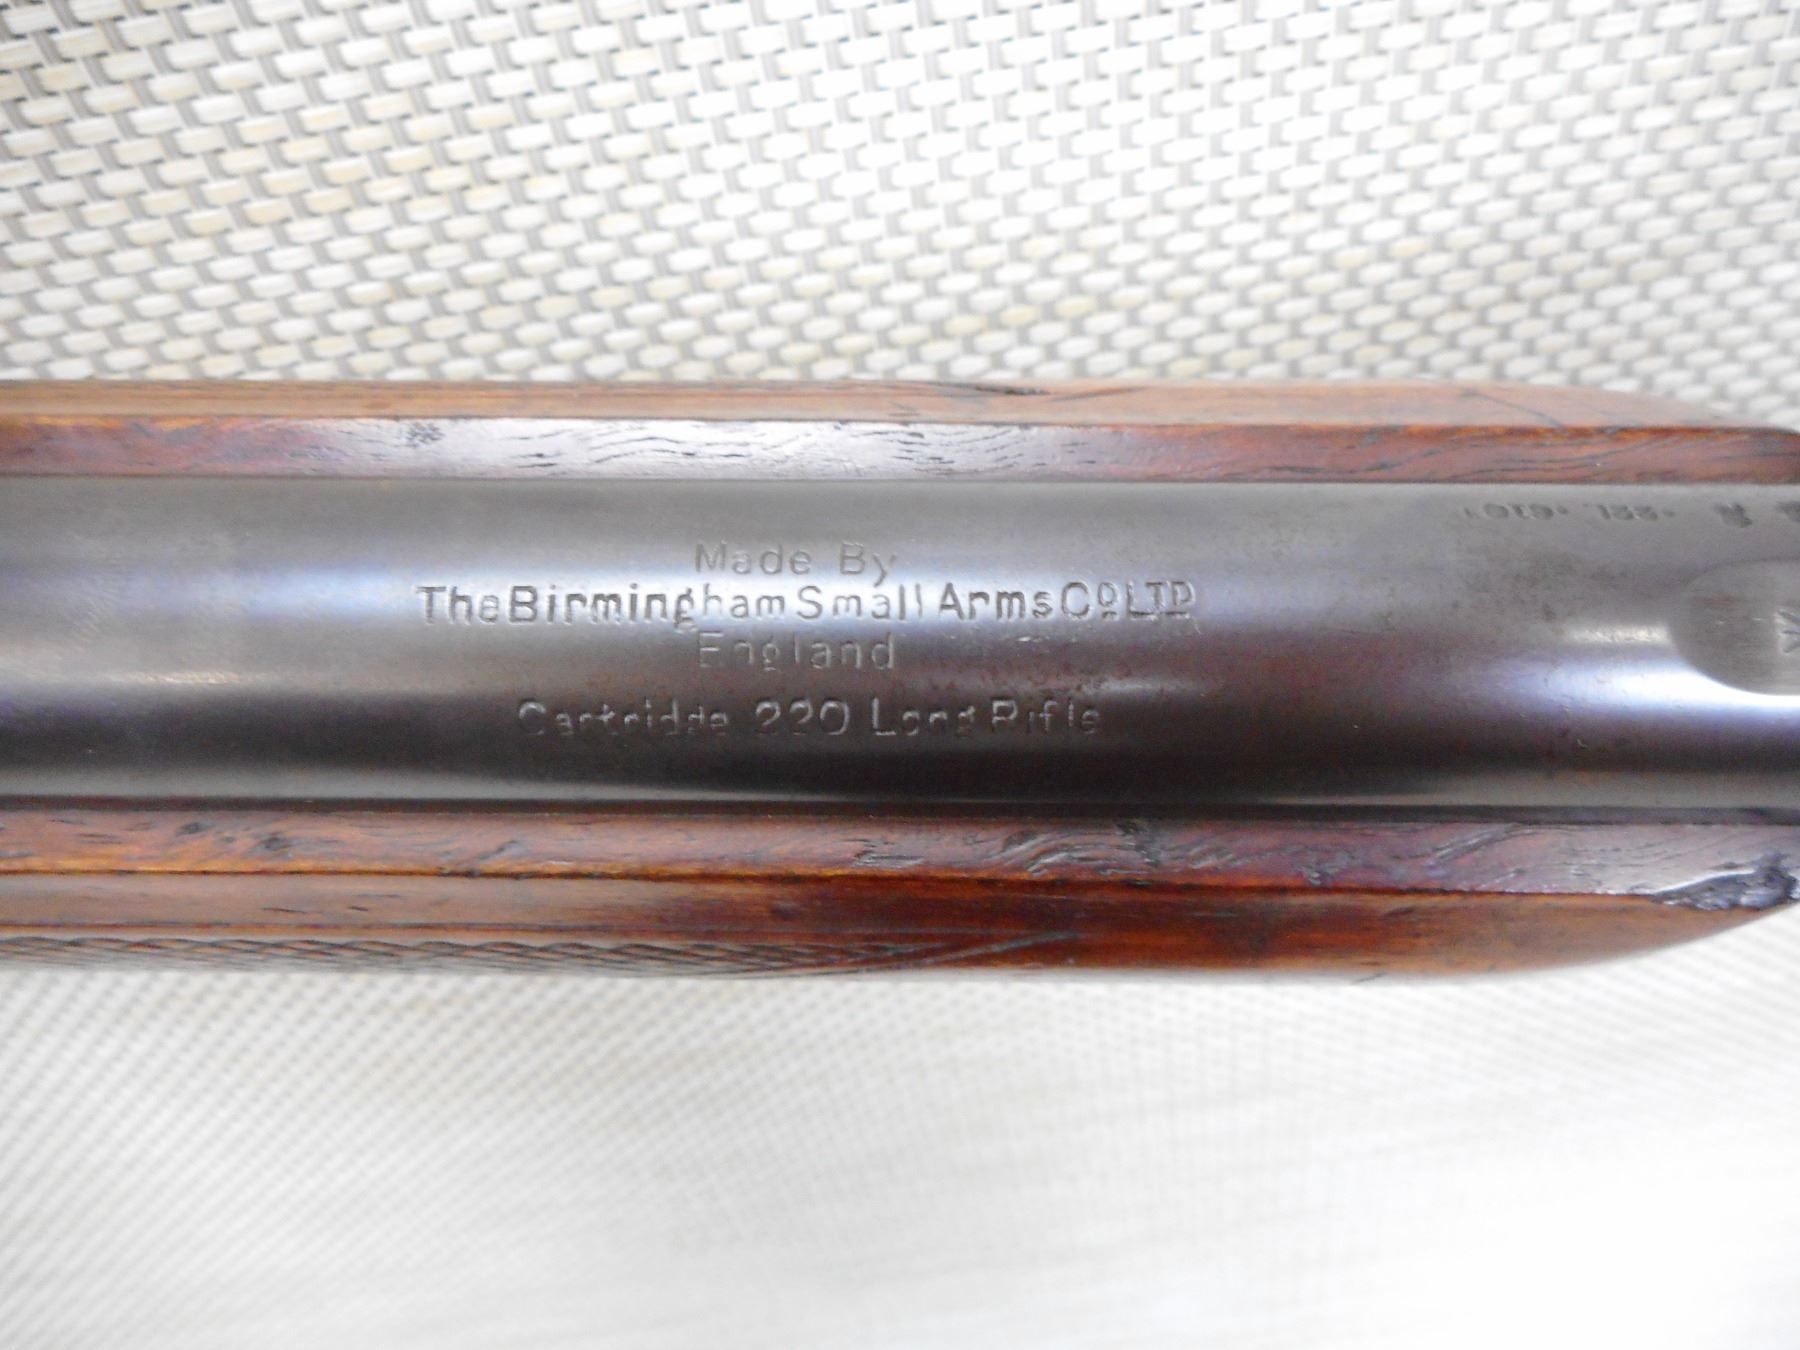 Made By
The Birmingham Small Arms Co LTD
England
Cartridge 220 Long Rifle